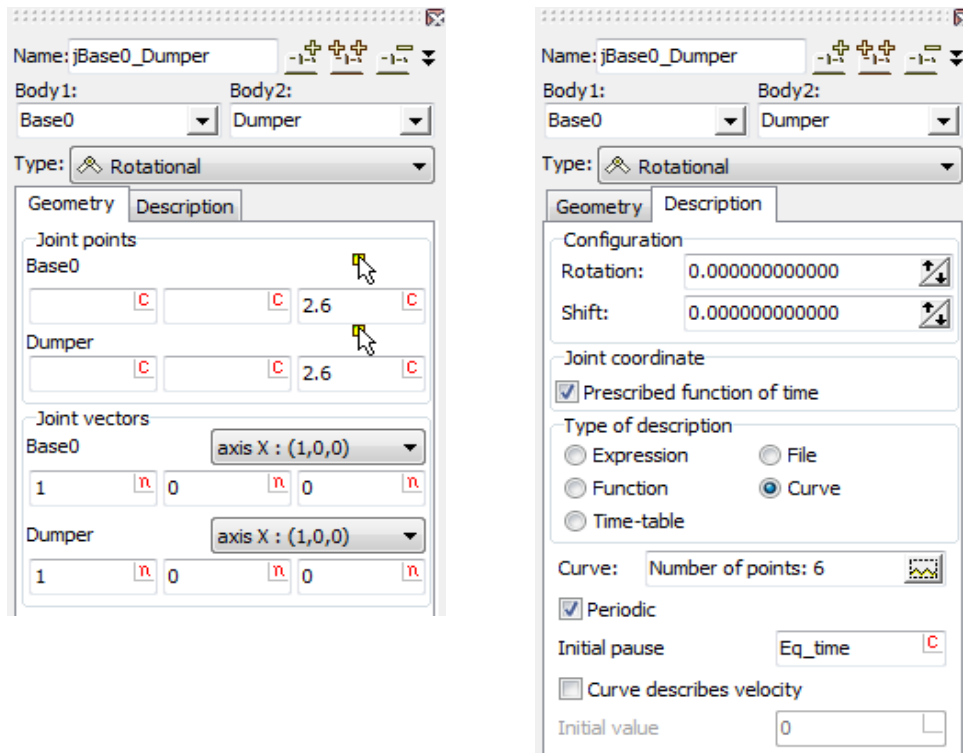 Name: jBase0_Dumper
Body1: Body2:
Base0 Dumper
Type: Rotational
Geometry Description
Joint points
Base0
C C 2.6 C
Dumper
C C 2.6 C
Joint vectors
Base0 axis X : (1,0,0)
1 n 0 n 0 n
Dumper axis X : (1,0,0)
1 n 0 n 0 n
Name: jBase0_Dumper
Body1: Body2:
Base0 Dumper
Type: Rotational
Geometry Description
Configuration
Rotation: 0.000000000000
Shift: 0.000000000000
Joint coordinate
Prescribed function of time
Type of description
Expression File
Function Curve
Time-table
Curve: Number of points: 6
Periodic
Initial pause Eq_time C
Curve describes velocity
Initial value 0